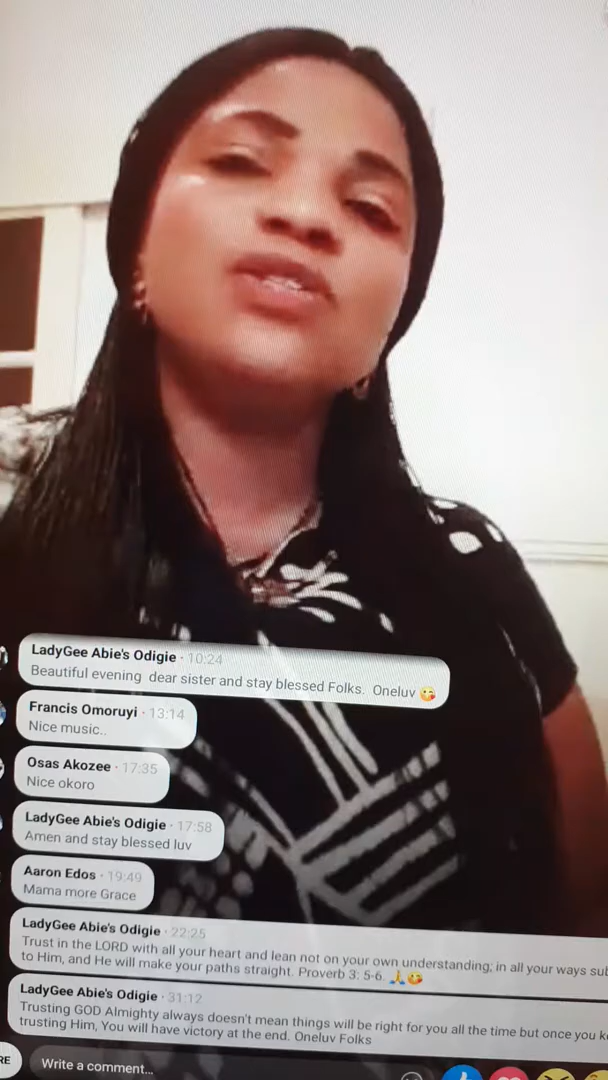 LadyGee Abie's Odigie · 10:24
Beautiful evening dear sister and stay blessed Folks. Oneluv 😋
Francis Omoruyi · 13:14
Nice music..
Osas Akozee · 17:35
Nice okoro
LadyGee Abie's Odigie · 17:58
Amen and stay blessed luv
Aaron Edos · 19:49
Mama more Grace
LadyGee Abie's Odigie · 22:25
Trust in the LORD with all your heart and lean not on your own understanding; in all your ways
to Him, and He will make your paths straight. Proverb 3: 5-6. 🙏😋
LadyGee Abie's Odigie · 31:12
Trusting GOD Almighty always doesn't mean things will be right for you all the time but once you
trusting Him, You will have victory at the end. Oneluv Folks
RE
Write a comment...